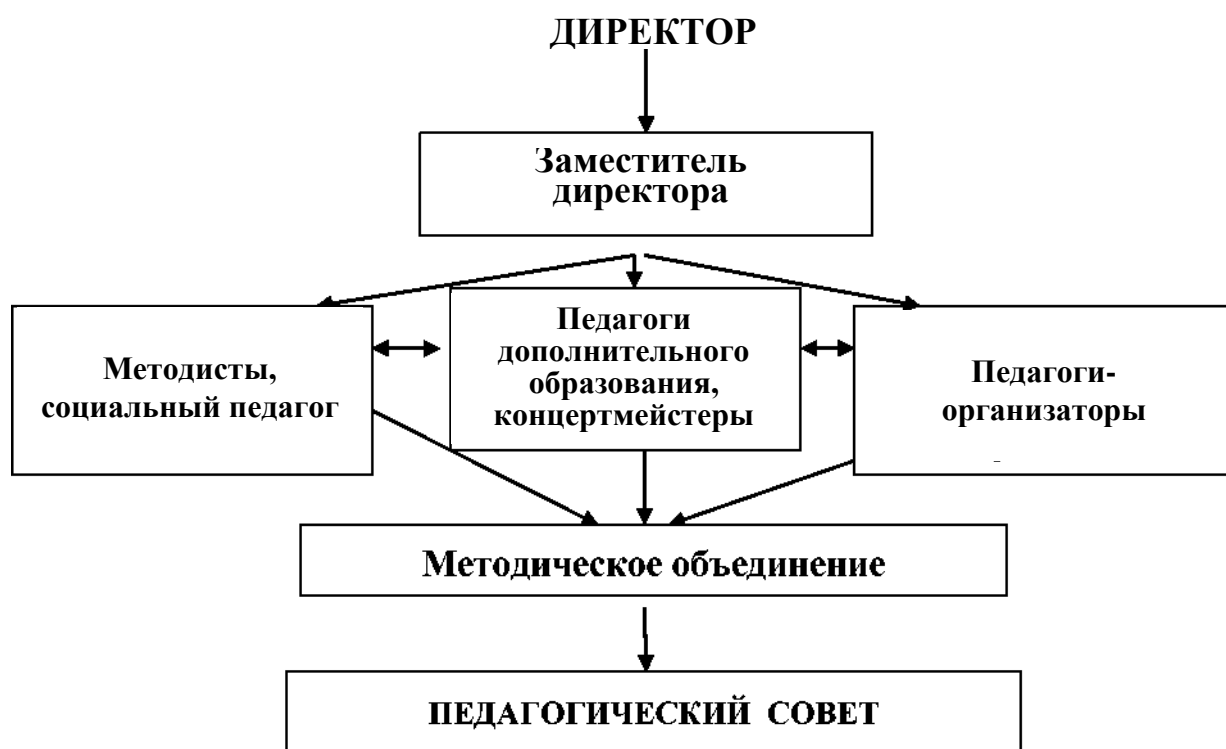 ДИРЕКТОР
Заместитель
директора
Методисты,
социальный педагог
Педагоги
дополнительного
образования,
концертмейстеры
Педагоги-
организаторы
Методическое объединение
ПЕДАГОГИЧЕСКИЙ СОВЕТ